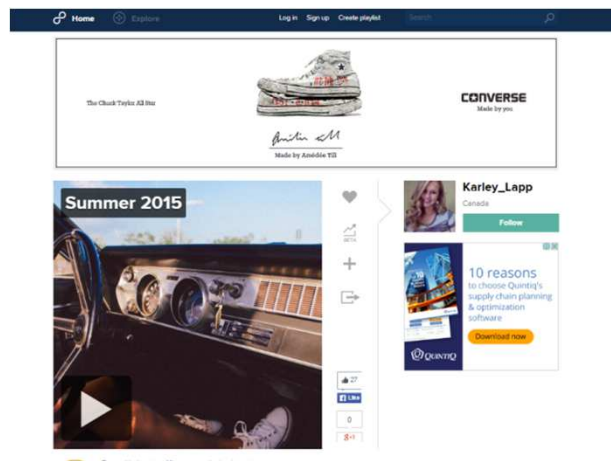 Home
Explore
Log in
Sign up
Create playlist
Search
The Chuck Taylor All Star
CONVERSE
Made by you
Made by Amédée Till
Summer 2015
BETA
Karley_Lapp
Canada
Follow
10 reasons
to choose Quintiq's
supply chain planning
& optimization
software
Download now
QUINTIQ
Like
0
g+1